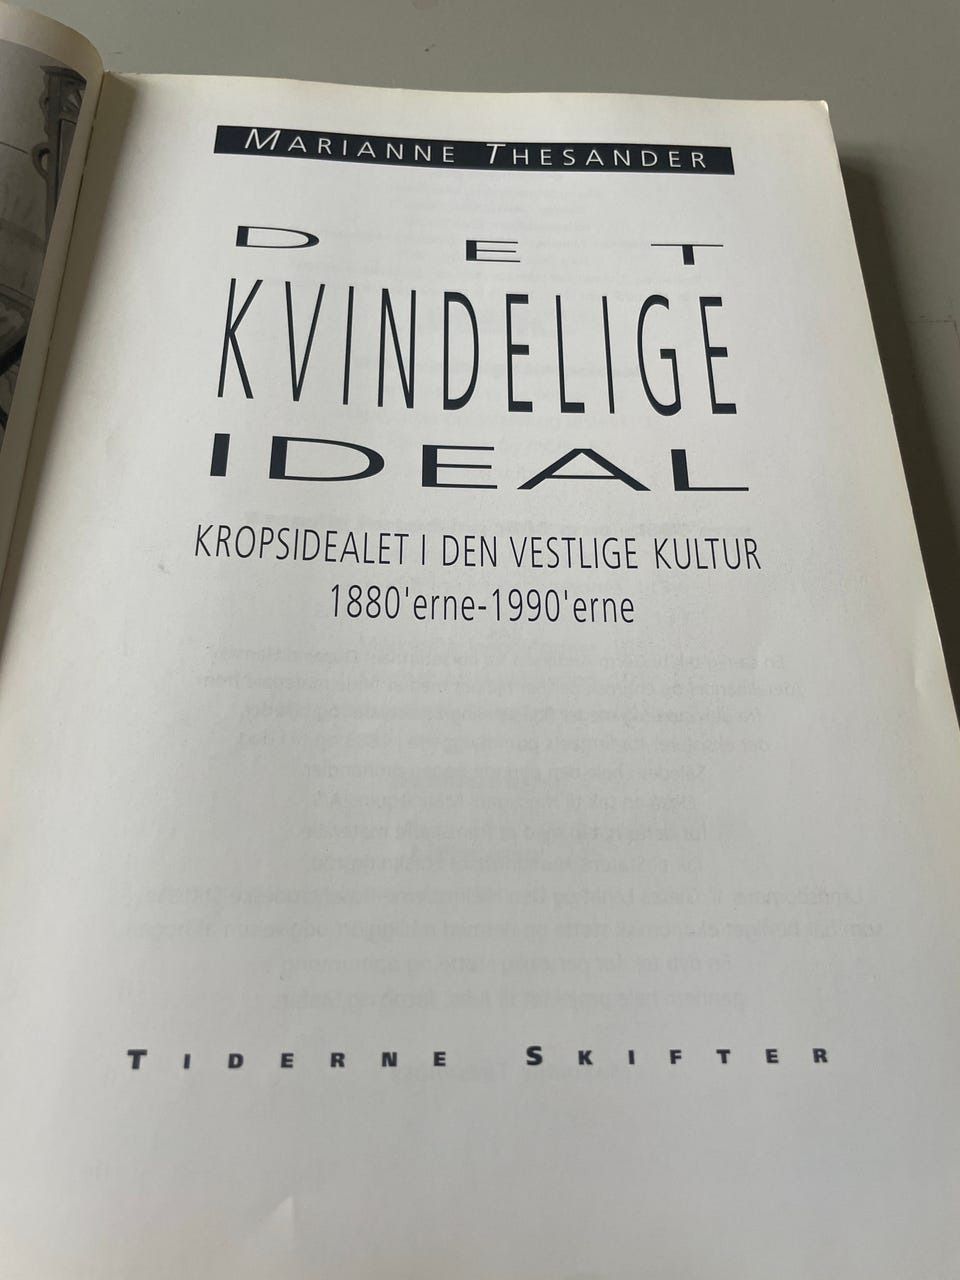 MARIANNE THESANDER
DET
KVINDELIGE
IDEAL
KROPSIDEALET I DEN VESTLIGE KULTUR
1880'erne-1990'erne
TIDERNE SKIFTER